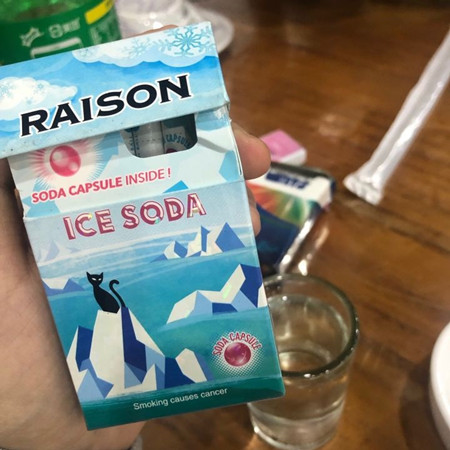 RAISON
SODA CAPSULE INSIDE !
ICE SODA
SODA CAPSULE
Smoking causes cancer